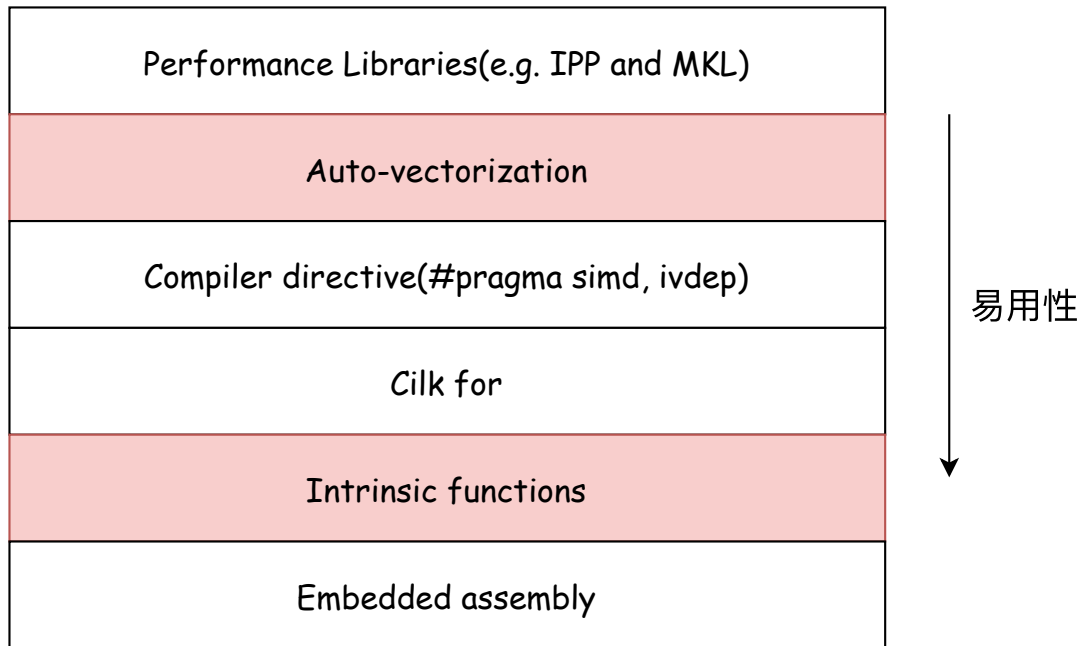 Performance Libraries(e.g. IPP and MKL)
Auto-vectorization
Compiler directive(#pragma simd, ivdep)
易用性
Cilk for
Intrinsic functions
Embedded assembly